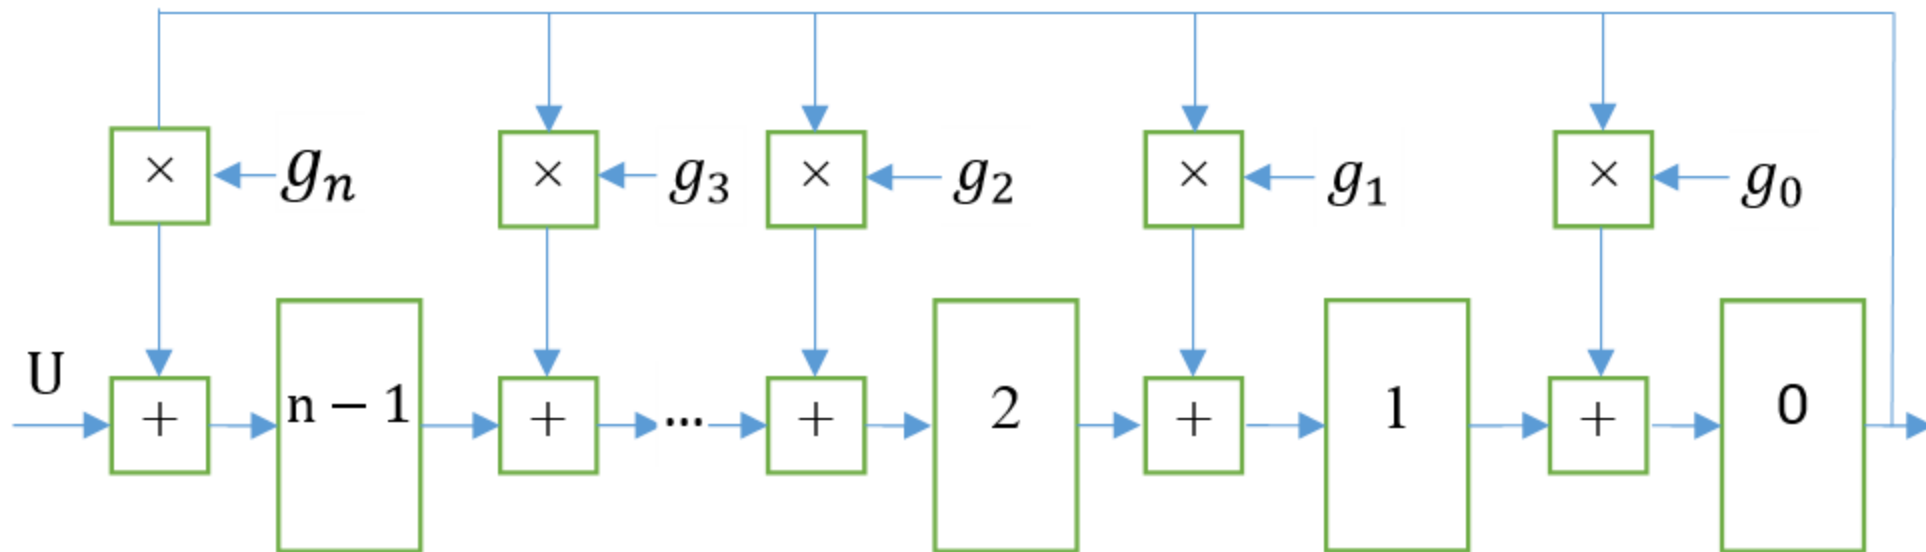 × gₙ × g₃ × g₂ × g₁ × g₀
U + n − 1 + ... + 2 + 1 + 0